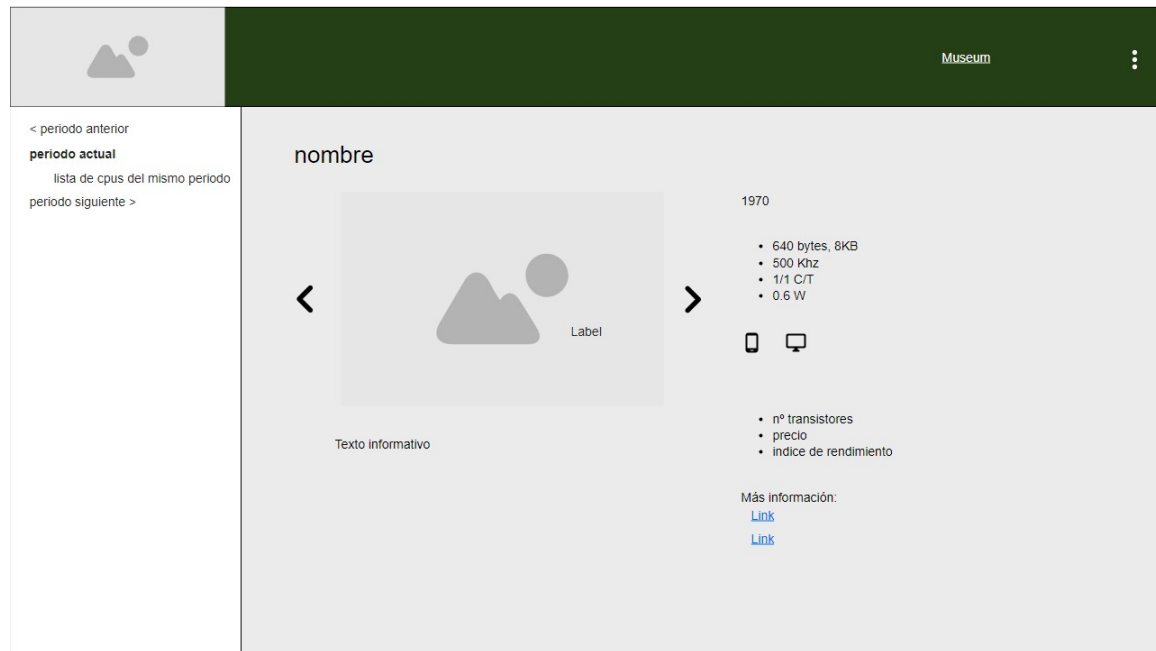 Museum
< periodo anterior
periodo actual
lista de cpus del mismo periodo
periodo siguiente >
nombre
Label
Texto informativo
1970
• 640 bytes, 8KB
• 500 Khz
• 1/1 C/T
• 0.6 W
• nº transistores
• precio
• indice de rendimiento
Más información:
Link
Link